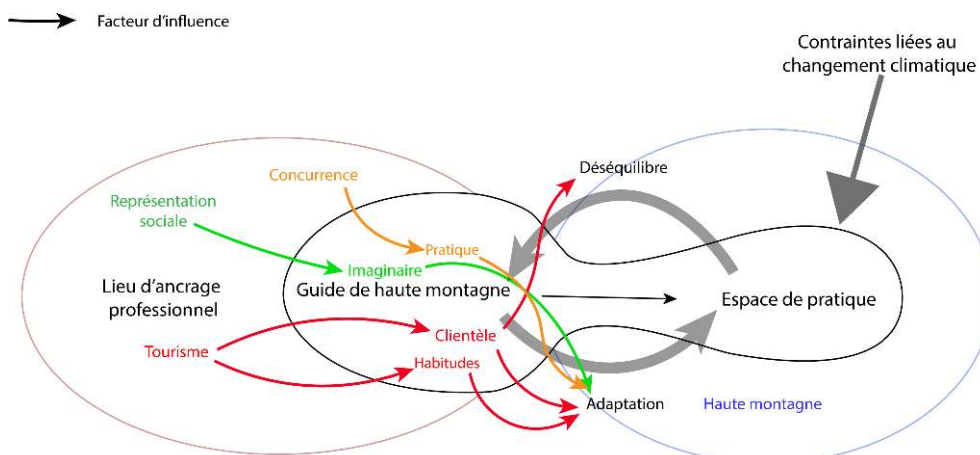 Facteur d'influence
Contraintes liées au
changement climatique
Déséquilibre
Concurrence
Représentation
sociale
Pratique
Imaginaire
Guide de haute montagne
Lieu d'ancrage
professionnel
Espace de pratique
Clientèle
Tourisme
Habitudes
Adaptation
Haute montagne